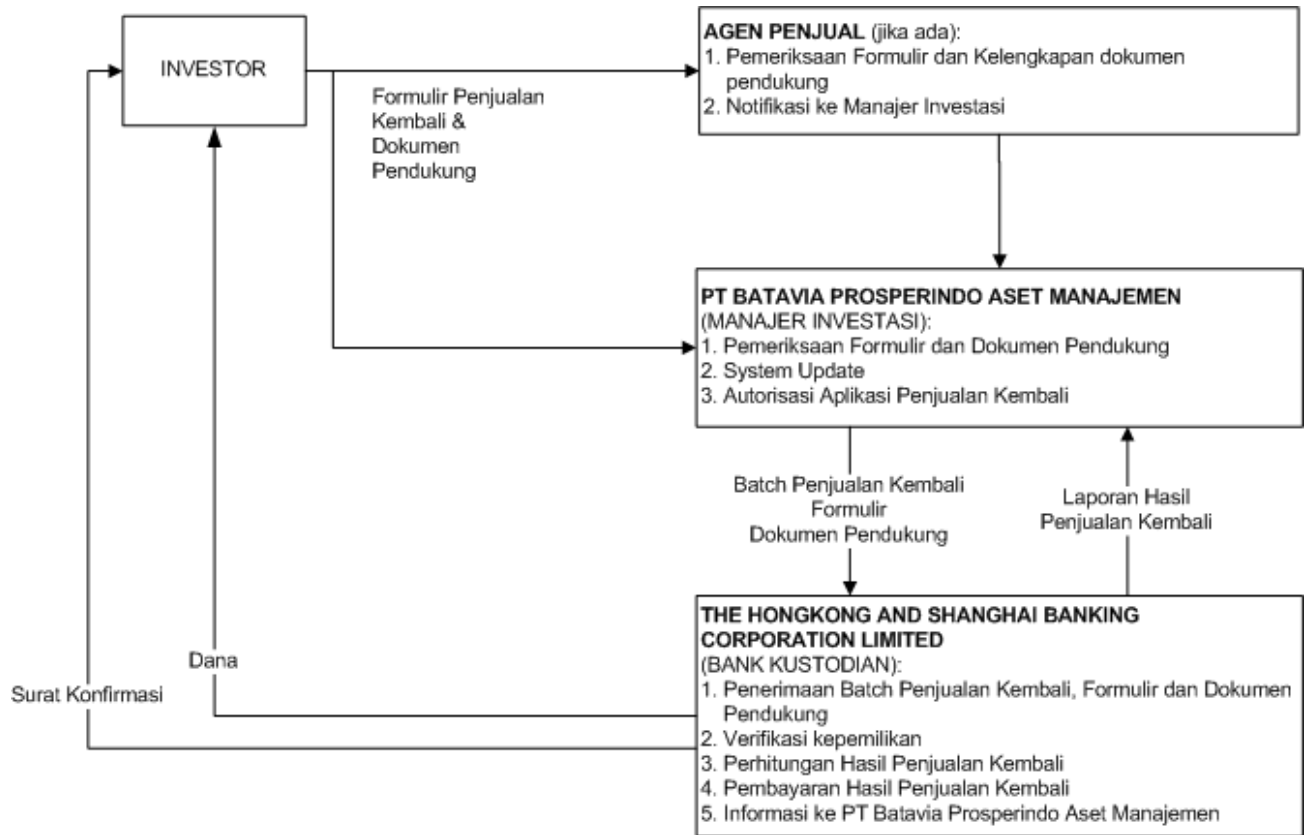 INVESTOR
Formulir Penjualan
Kembali &
Dokumen
Pendukung
AGEN PENJUAL (jika ada):
1. Pemeriksaan Formulir dan Kelengkapan dokumen
pendukung
2. Notifikasi ke Manajer Investasi
PT BATAVIA PROSPERINDO ASET MANAJEMEN
(MANAJER INVESTASI):
1. Pemeriksaan Formulir dan Dokumen Pendukung
2. System Update
3. Autorisasi Aplikasi Penjualan Kembali
Batch Penjualan Kembali
Formulir
Dokumen Pendukung
Laporan Hasil
Penjualan Kembali
THE HONGKONG AND SHANGHAI BANKING
CORPORATION LIMITED
(BANK KUSTODIAN):
1. Penerimaan Batch Penjualan Kembali, Formulir dan Dokumen
Pendukung
2. Verifikasi kepemilikan
3. Perhitungan Hasil Penjualan Kembali
4. Pembayaran Hasil Penjualan Kembali
5. Informasi ke PT Batavia Prosperindo Aset Manajemen
Dana
Surat Konfirmasi